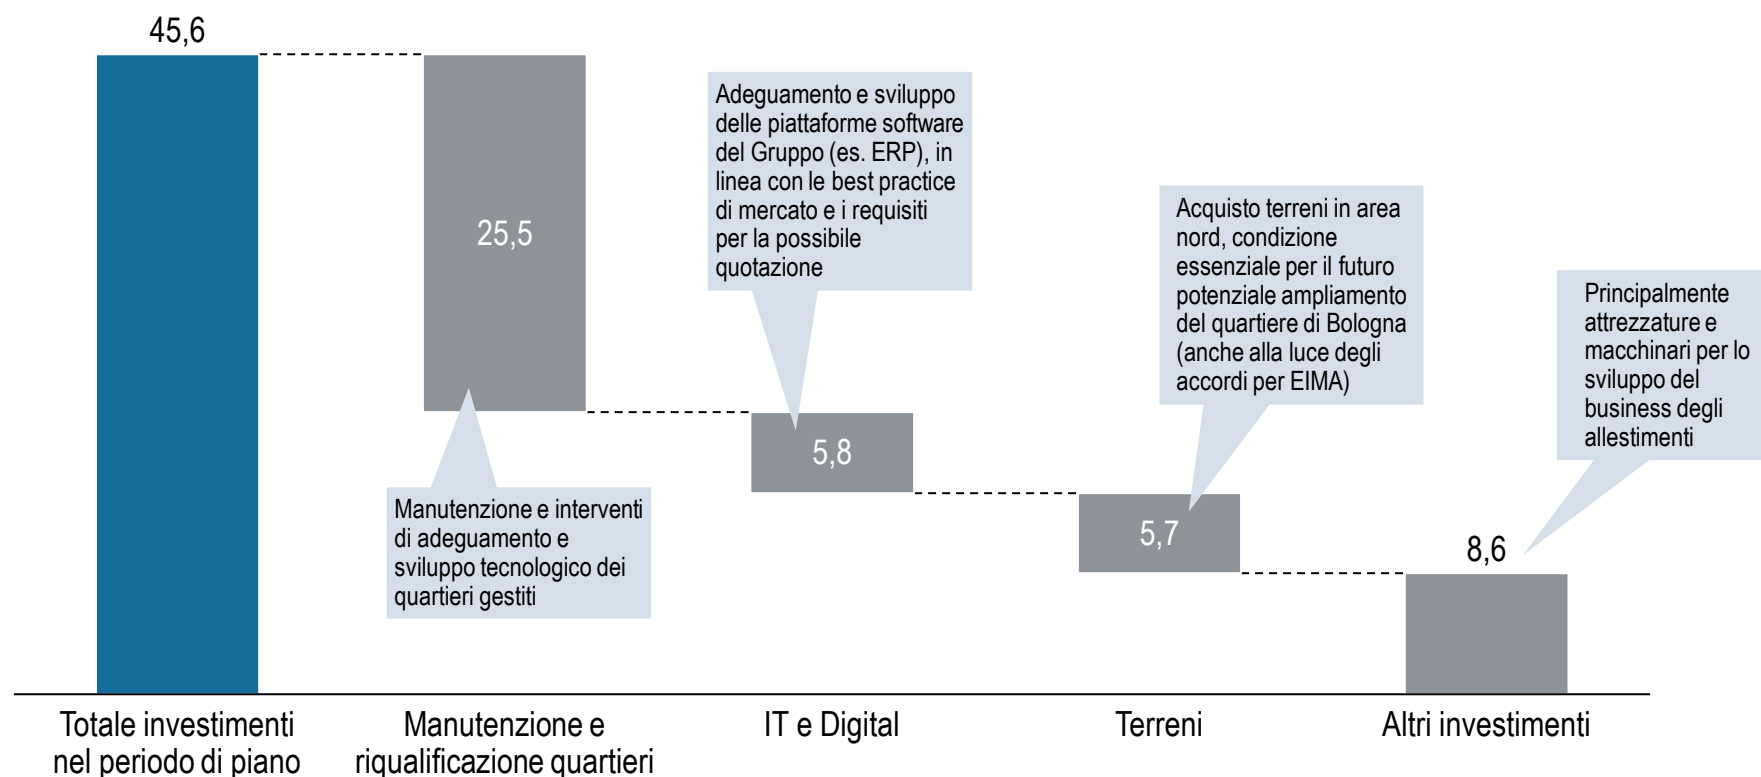 45,6
25,5
Manutenzione e interventi
di adeguamento e
sviluppo tecnologico dei
quartieri gestiti
Adeguamento e sviluppo
delle piattaforme software
del Gruppo (es. ERP), in
linea con le best practice
di mercato e i requisiti
per la possibile
quotazione
5,8
Acquisto terreni in area
nord, condizione
essenziale per il futuro
potenziale ampliamento
del quartiere di Bologna
(anche alla luce degli
accordi per EIMA)
5,7
Principalmente
attrezzature e
macchinari per lo
sviluppo del
business degli
allestimenti
8,6
Totale investimenti
nel periodo di piano
Manutenzione e
riqualificazione quartieri
IT e Digital
Terreni
Altri investimenti